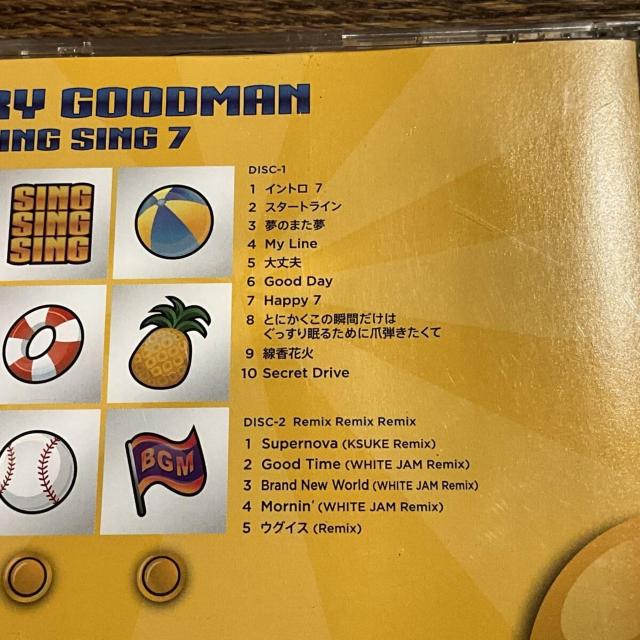 RY GOODMAN
ING SING 7
SING
SING
SING
BGM
DISC-1
1 イントロ 7
2 スタートライン
3 夢のまた夢
4 My Line
5 大丈夫
6 Good Day
7 Happy 7
8 とにかくこの瞬間だけは
ぐっすり眠るために爪弾きたくて
9 線香花火
10 Secret Drive
DISC-2 Remix Remix Remix
1 Supernova (KSUKE Remix)
2 Good Time (WHITE JAM Remix)
3 Brand New World (WHITE JAM Remix)
4 Mornin' (WHITE JAM Remix)
5 ウグイス (Remix)